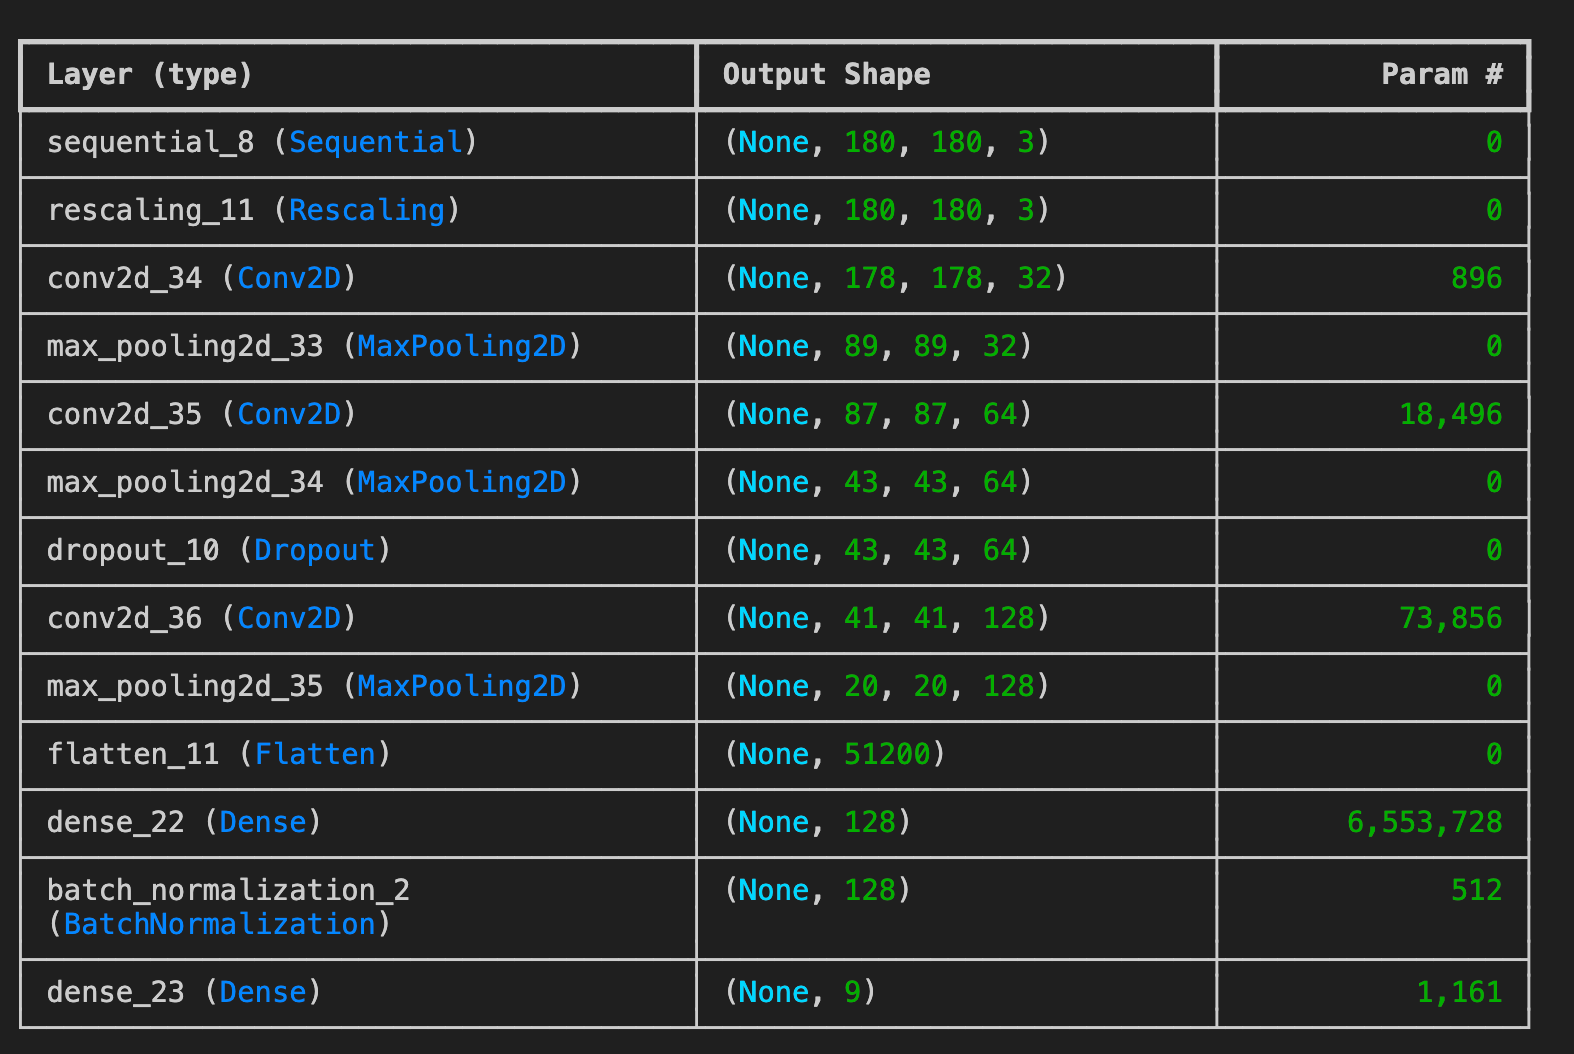 Layer (type) Output Shape Param #
sequential_8 (Sequential) (None, 180, 180, 3) 0
rescaling_11 (Rescaling) (None, 180, 180, 3) 0
conv2d_34 (Conv2D) (None, 178, 178, 32) 896
max_pooling2d_33 (MaxPooling2D) (None, 89, 89, 32) 0
conv2d_35 (Conv2D) (None, 87, 87, 64) 18,496
max_pooling2d_34 (MaxPooling2D) (None, 43, 43, 64) 0
dropout_10 (Dropout) (None, 43, 43, 64) 0
conv2d_36 (Conv2D) (None, 41, 41, 128) 73,856
max_pooling2d_35 (MaxPooling2D) (None, 20, 20, 128) 0
flatten_11 (Flatten) (None, 51200) 0
dense_22 (Dense) (None, 128) 6,553,728
batch_normalization_2 (None, 128) 512
(BatchNormalization)
dense_23 (Dense) (None, 9) 1,161